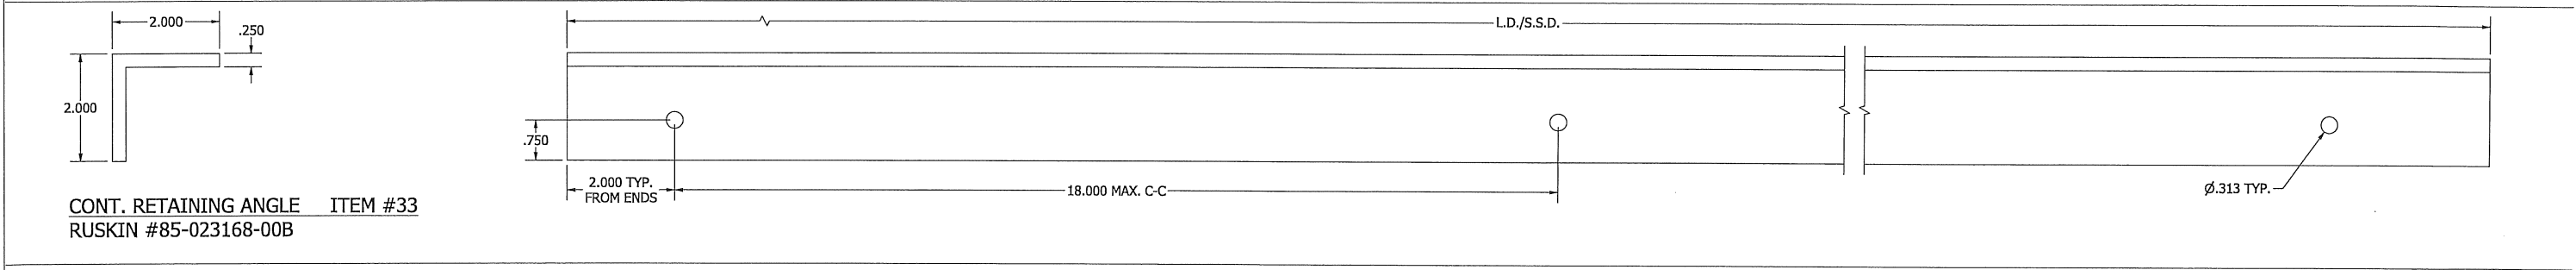 2.000
.250
L.D./S.S.D.
2.000
.750
2.000 TYP.
FROM ENDS
18.000 MAX. C-C
Ø.313 TYP.
CONT. RETAINING ANGLE ITEM #33
RUSKIN #85-023168-00B